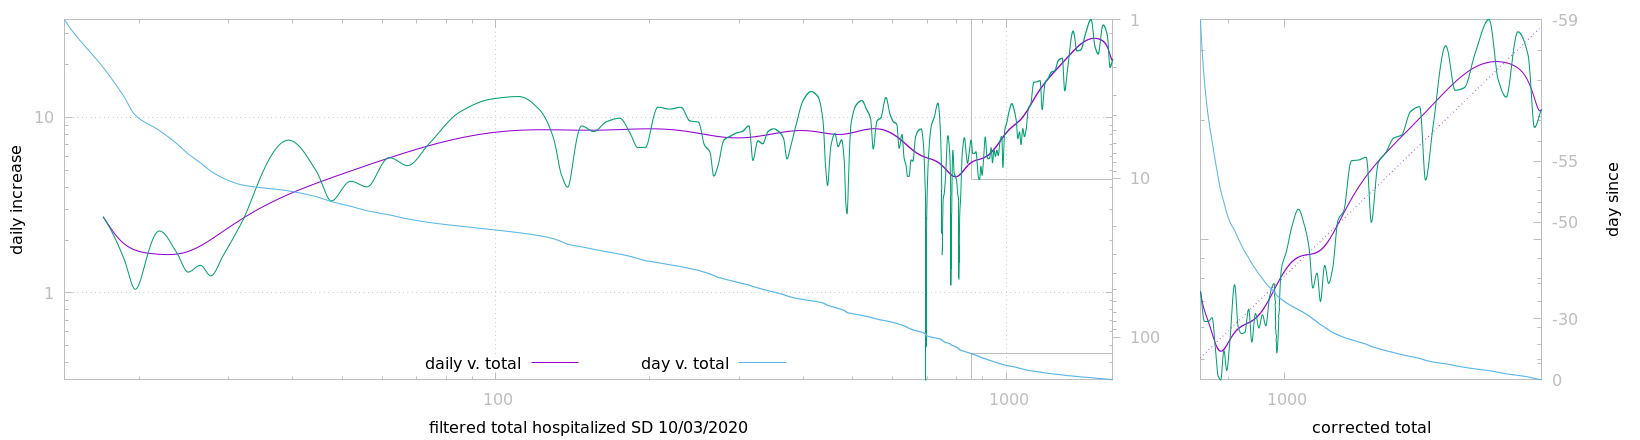 daily increase
10
1
daily v. total
day v. total
100
1000
filtered total hospitalized SD 10/03/2020
1
10
100
1000
corrected total
-59
-55
-50
-30
0
day since